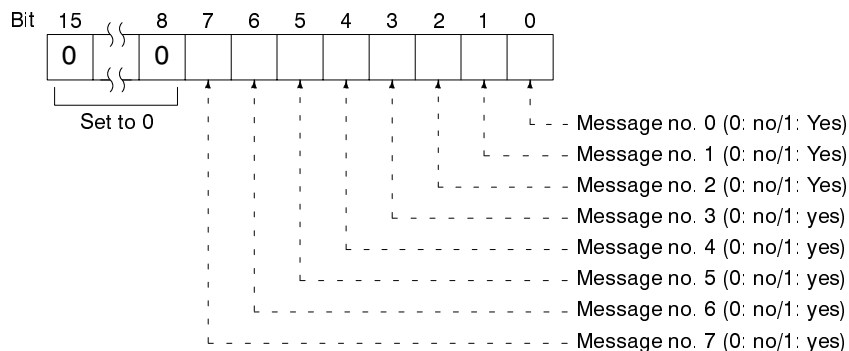 Bit 15 8 7 6 5 4 3 2 1 0
0 0
Set to 0
Message no. 0 (0: no/1: Yes)
Message no. 1 (0: no/1: Yes)
Message no. 2 (0: no/1: Yes)
Message no. 3 (0: no/1: yes)
Message no. 4 (0: no/1: yes)
Message no. 5 (0: no/1: yes)
Message no. 6 (0: no/1: yes)
Message no. 7 (0: no/1: yes)